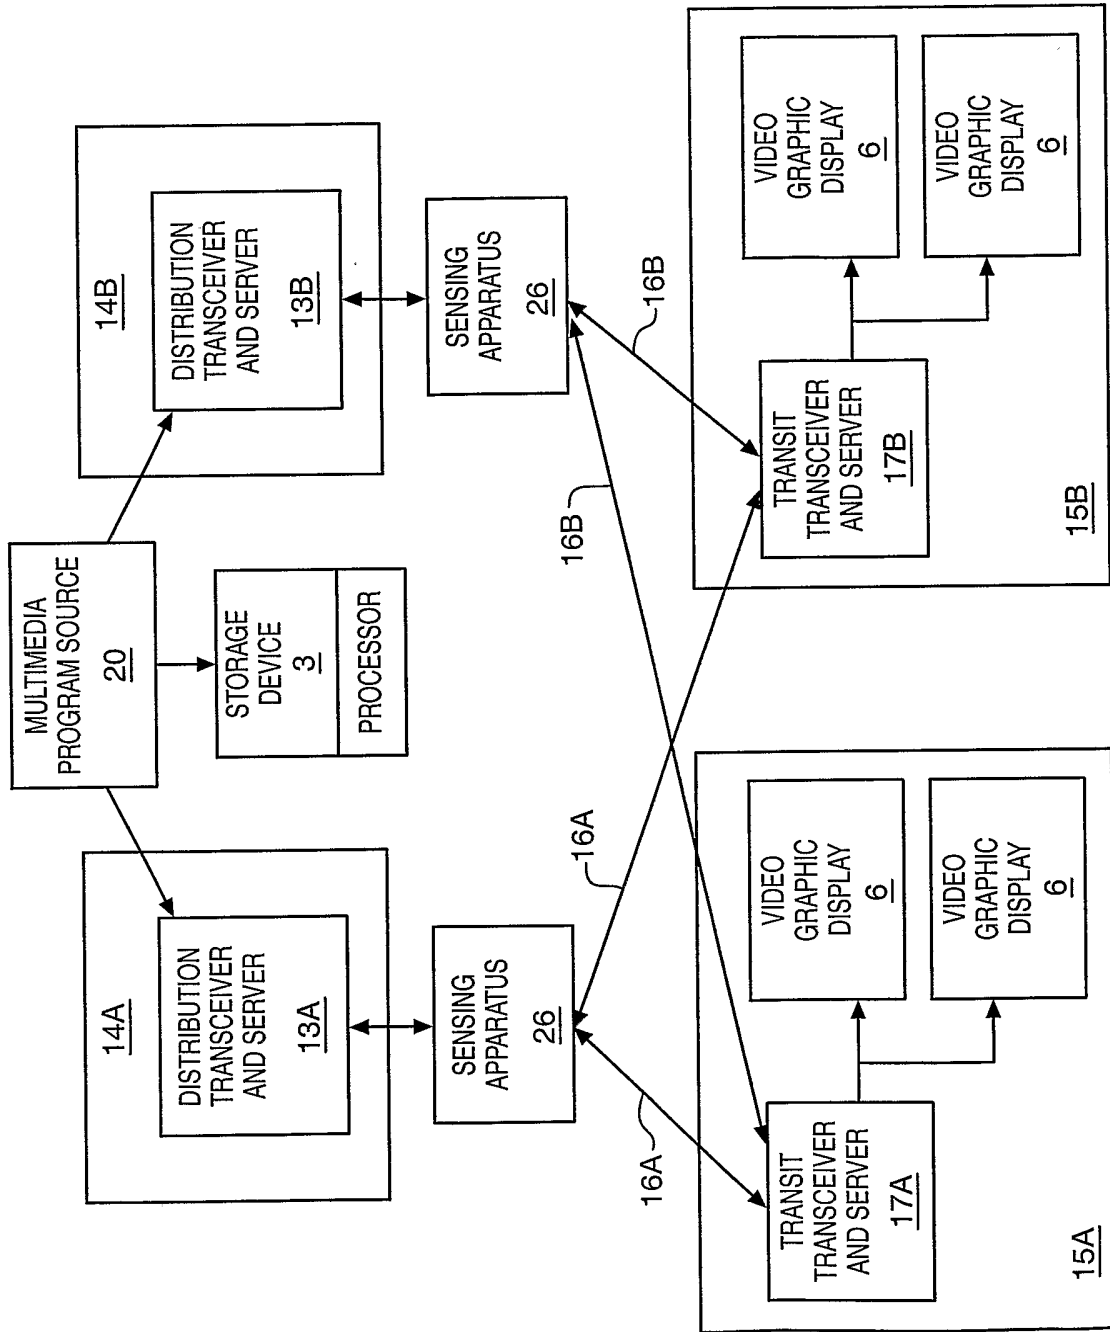 MULTIMEDIA
PROGRAM SOURCE
20
STORAGE
DEVICE
3
PROCESSOR
14A
DISTRIBUTION
TRANSCEIVER
AND SERVER
13A
14B
DISTRIBUTION
TRANSCEIVER
AND SERVER
13B
SENSING
APPARATUS
26
SENSING
APPARATUS
26
16A
16A
16B
16B
TRANSIT
TRANSCEIVER
AND SERVER
17A
VIDEO
GRAPHIC
DISPLAY
6
VIDEO
GRAPHIC
DISPLAY
6
15A
TRANSIT
TRANSCEIVER
AND SERVER
17B
VIDEO
GRAPHIC
DISPLAY
6
VIDEO
GRAPHIC
DISPLAY
6
15B